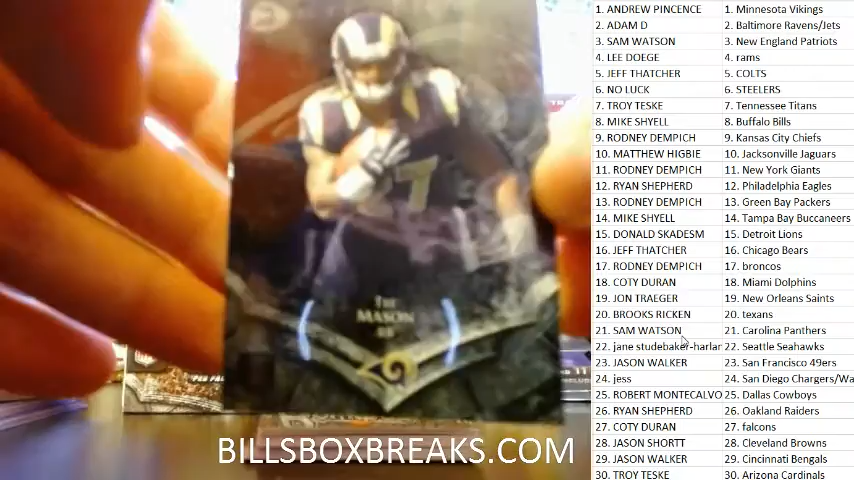 TRE
MASON
RB
BILLSBOXBREAKS.COM
1. ANDREW PINCENCE
2. ADAM D
3. SAM WATSON
4. LEE DOEGE
5. JEFF THATCHER
6. NO LUCK
7. TROY TESKE
8. MIKE SHYELL
9. RODNEY DEMPICH
10. MATTHEW HIGBIE
11. RODNEY DEMPICH
12. RYAN SHEPHERD
13. RODNEY DEMPICH
14. MIKE SHYELL
15. DONALD SKADESM
16. JEFF THATCHER
17. RODNEY DEMPICH
18. COTY DURAN
19. JON TRAEGER
20. BROOKS RICKEN
21. SAM WATSON
22. jane studebaker-harlan
23. JASON WALKER
24. jess
25. ROBERT MONTECALVO
26. RYAN SHEPHERD
27. COTY DURAN
28. JASON SHORTT
29. JASON WALKER
30. TROY TESKE
1. Minnesota Vikings
2. Baltimore Ravens/Jets
3. New England Patriots
4. rams
5. COLTS
6. STEELERS
7. Tennessee Titans
8. Buffalo Bills
9. Kansas City Chiefs
10. Jacksonville Jaguars
11. New York Giants
12. Philadelphia Eagles
13. Green Bay Packers
14. Tampa Bay Buccaneers
15. Detroit Lions
16. Chicago Bears
17. broncos
18. Miami Dolphins
19. New Orleans Saints
20. texans
21. Carolina Panthers
22. Seattle Seahawks
23. San Francisco 49ers
24. San Diego Chargers/Wa
25. Dallas Cowboys
26. Oakland Raiders
27. falcons
28. Cleveland Browns
29. Cincinnati Bengals
30. Arizona Cardinals